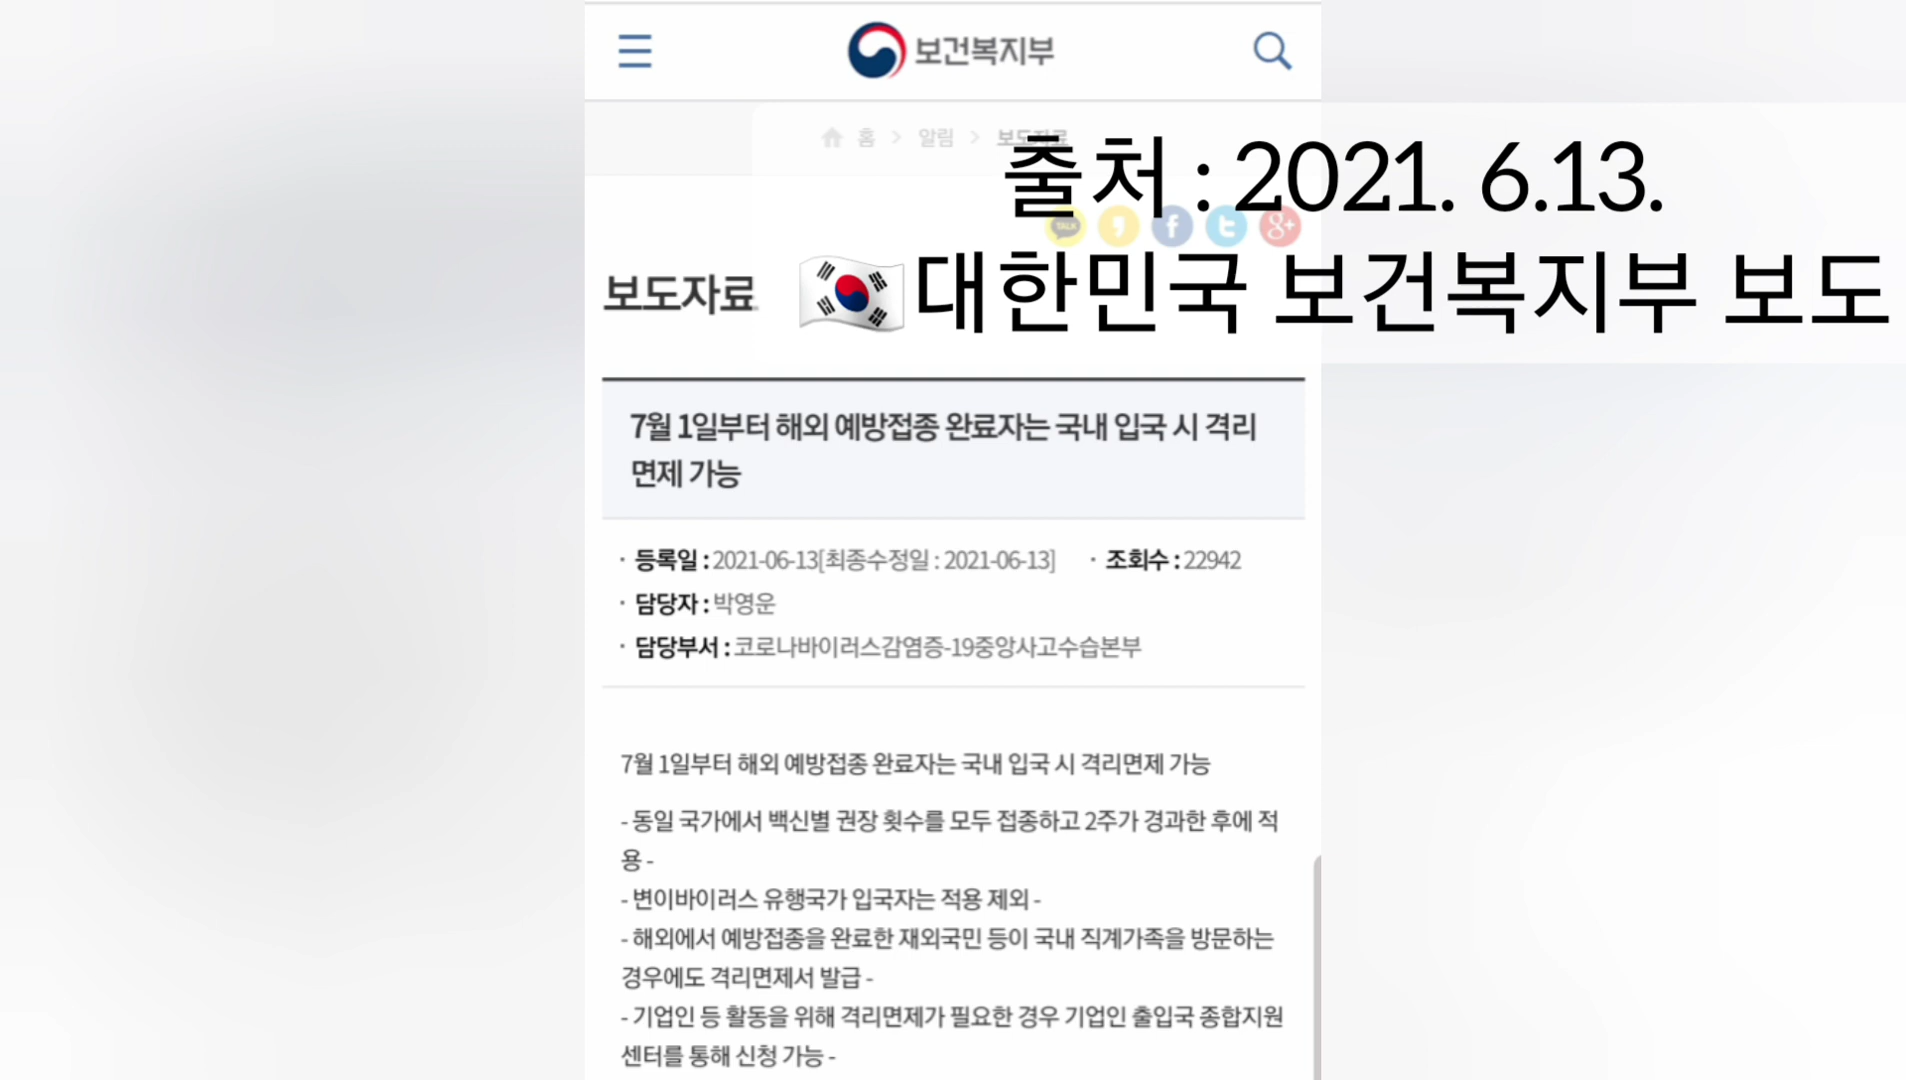 보건복지부
홈 > 알림 > 보도자료
출처 : 2021. 6.13.
TALK
보도자료
🇰🇷대한민국 보건복지부 보도
7월 1일부터 해외 예방접종 완료자는 국내 입국 시 격리
면제 가능
· 등록일 : 2021-06-13[최종수정일 : 2021-06-13] · 조회수 : 22942
· 담당자 : 박영운
· 담당부서 : 코로나바이러스감염증-19중앙사고수습본부
7월 1일부터 해외 예방접종 완료자는 국내 입국 시 격리면제 가능
- 동일 국가에서 백신별 권장 횟수를 모두 접종하고 2주가 경과한 후에 적
용 -
- 변이바이러스 유행국가 입국자는 적용 제외 -
- 해외에서 예방접종을 완료한 재외국민 등이 국내 직계가족을 방문하는
경우에도 격리면제서 발급 -
- 기업인 등 활동을 위해 격리면제가 필요한 경우 기업인 출입국 종합지원
센터를 통해 신청 가능 -